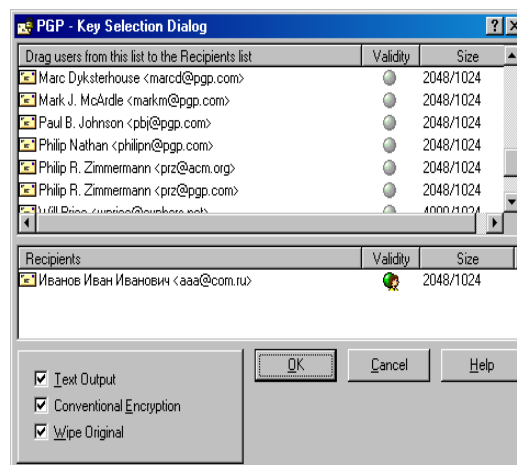 PGP - Key Selection Dialog
Drag users from this list to the Recipients list Validity Size
Marc Dyksterhouse <marcd@pgp.com> 2048/1024
Mark J. McArdle <markm@pgp.com> 2048/1024
Paul B. Johnson <pbj@pgp.com> 2048/1024
Philip Nathan <philipn@pgp.com> 2048/1024
Philip R. Zimmermann <prz@acm.org> 2048/1024
Philip R. Zimmermann <prz@pgp.com> 2048/1024
Will Price 4000/1024
Recipients Validity Size
Иванов Иван Иванович <aaa@com.ru> 2048/1024
OK Cancel Help
Text Output
Conventional Encryption
Wipe Original